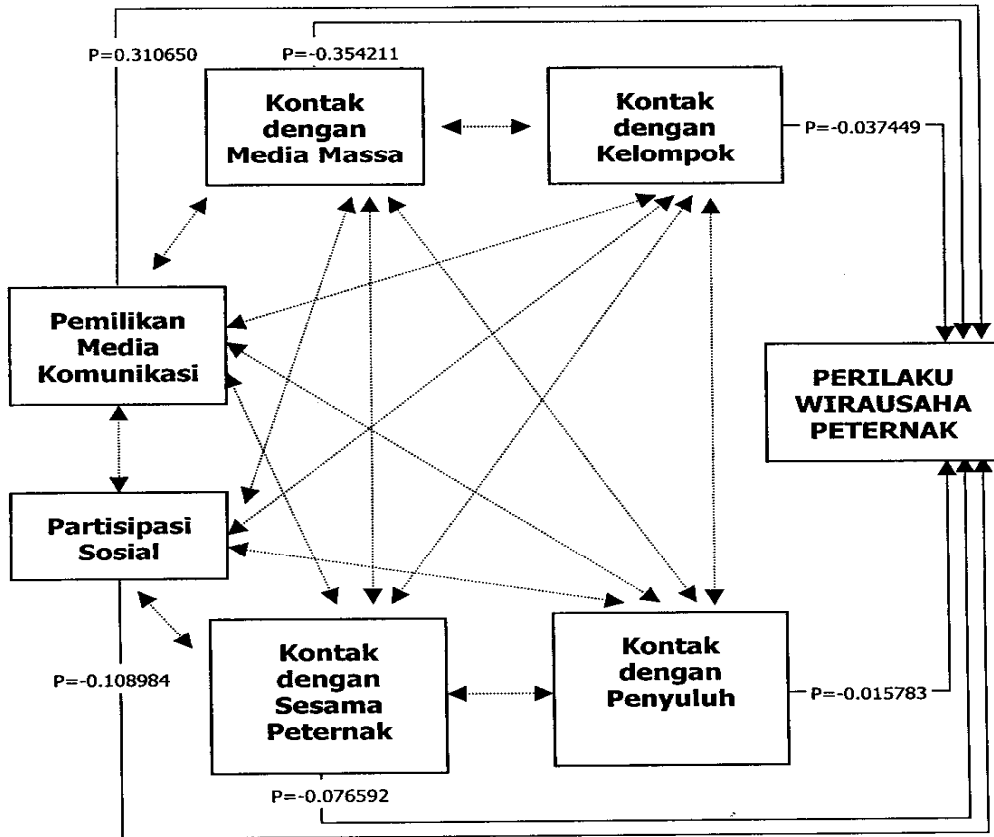 P=0.310650
P=-0.354211
Kontak
dengan
Media Massa
Kontak
dengan
Kelompok
P=-0.037449
Pemilikan
Media
Komunikasi
PERILAKU
WIRAUSAHA
PETERNAK
Partisipasi
Sosial
Kontak
dengan
Sesama
Peternak
Kontak
dengan
Penyuluh
P=-0.108984
P=-0.015783
P=-0.076592